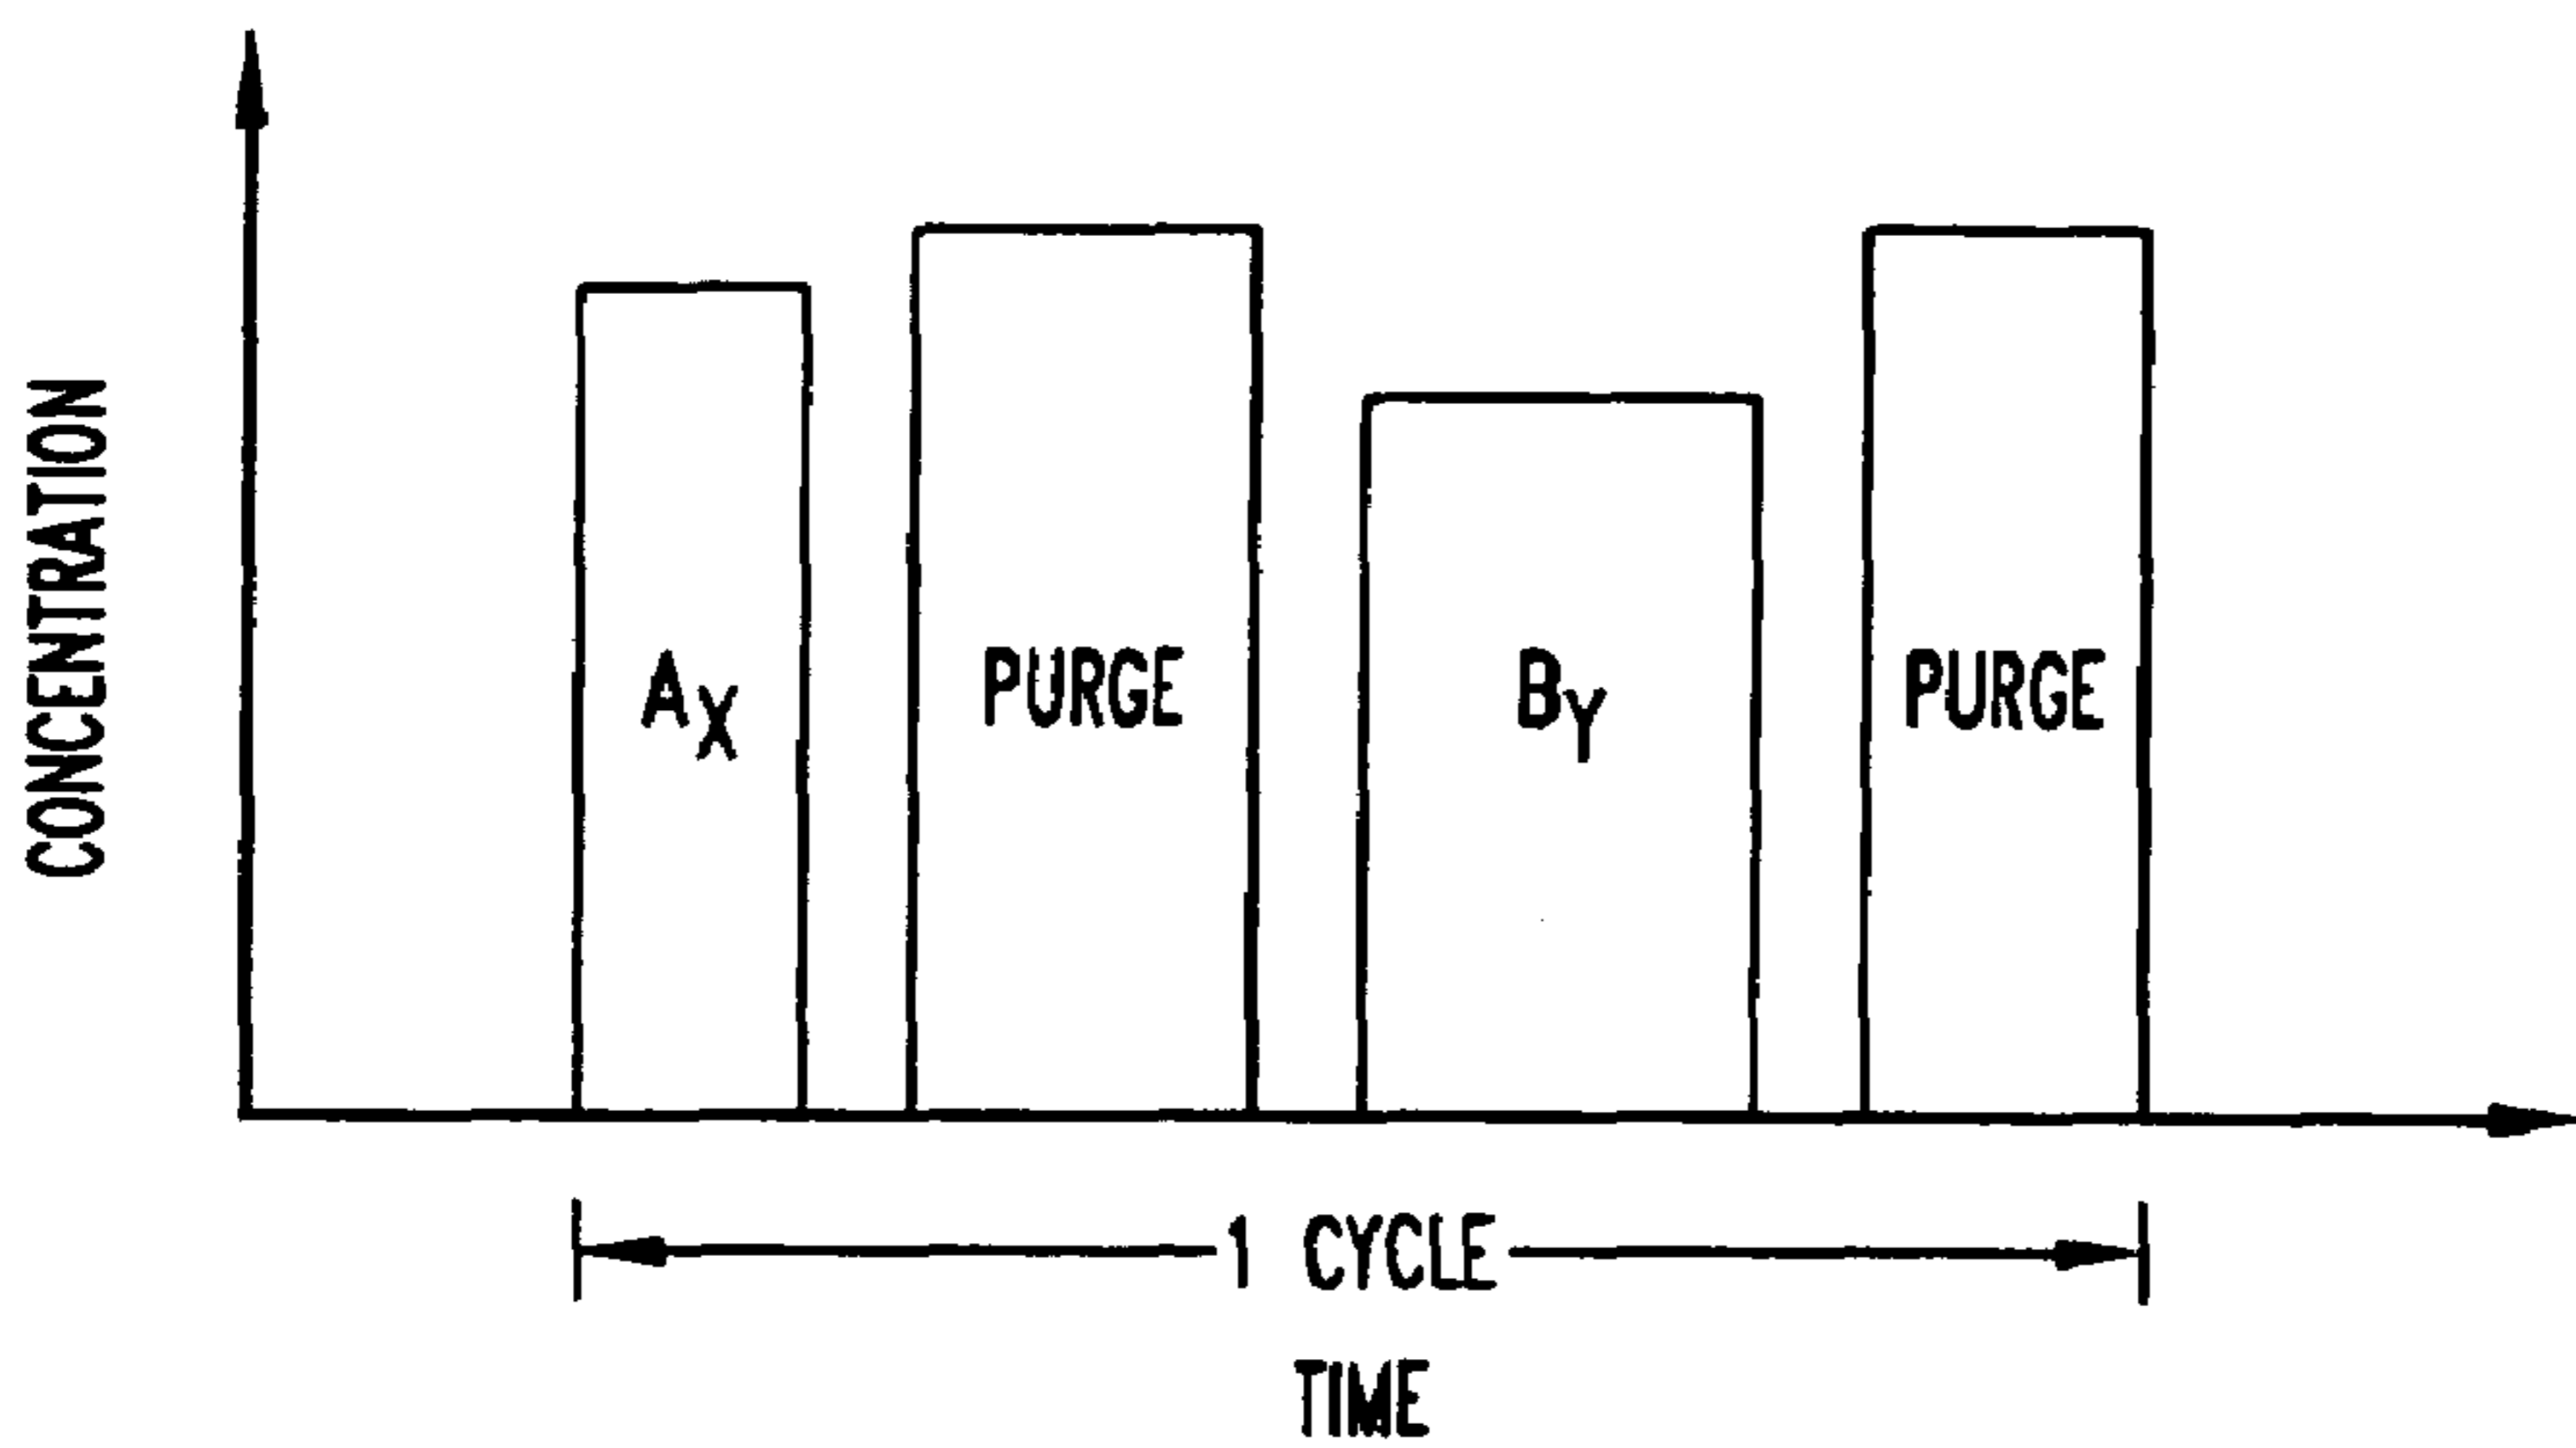 CONCENTRATION
A_X
PURGE
B_Y
PURGE
1 CYCLE
TIME